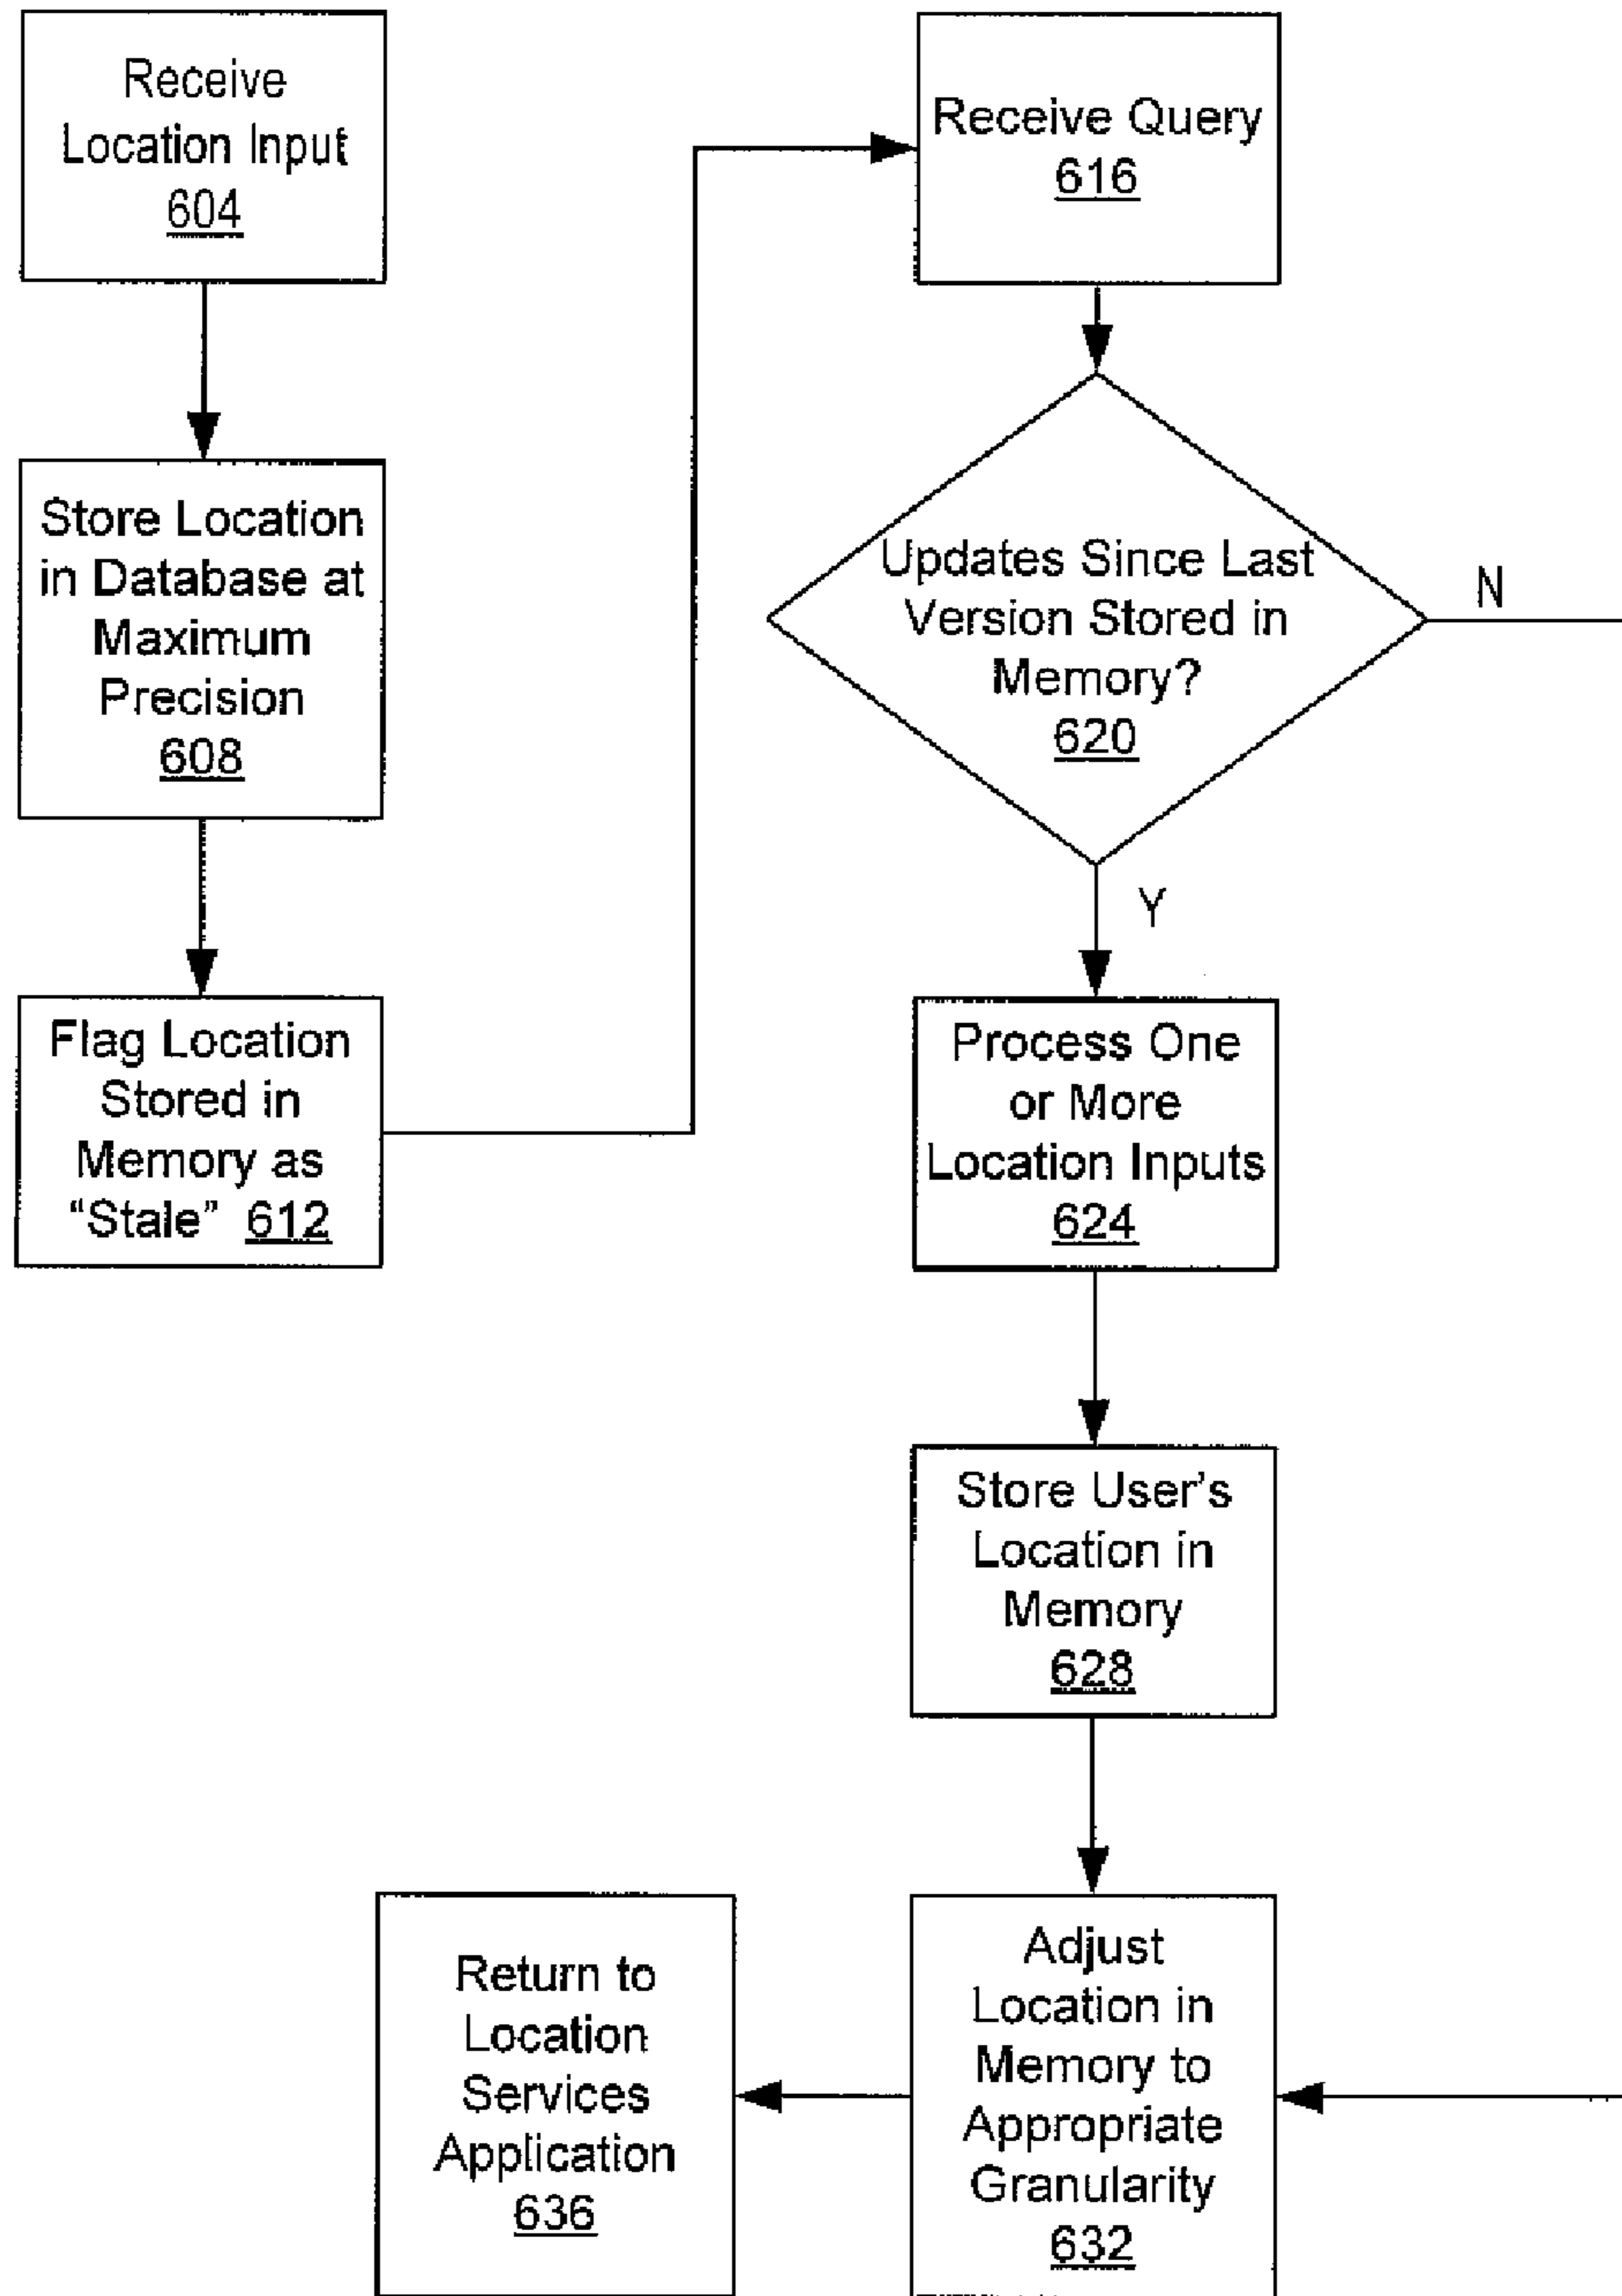 Receive
Location Input
604
Store Location
in Database at
Maximum
Precision
608
Flag Location
Stored in
Memory as
“Stale” 612
Receive Query
616
Updates Since Last
Version Stored in
Memory?
620
N
Y
Process One
or More
Location Inputs
624
Store User’s
Location in
Memory
628
Adjust
Location in
Memory to
Appropriate
Granularity
632
Return to
Location
Services
Application
636